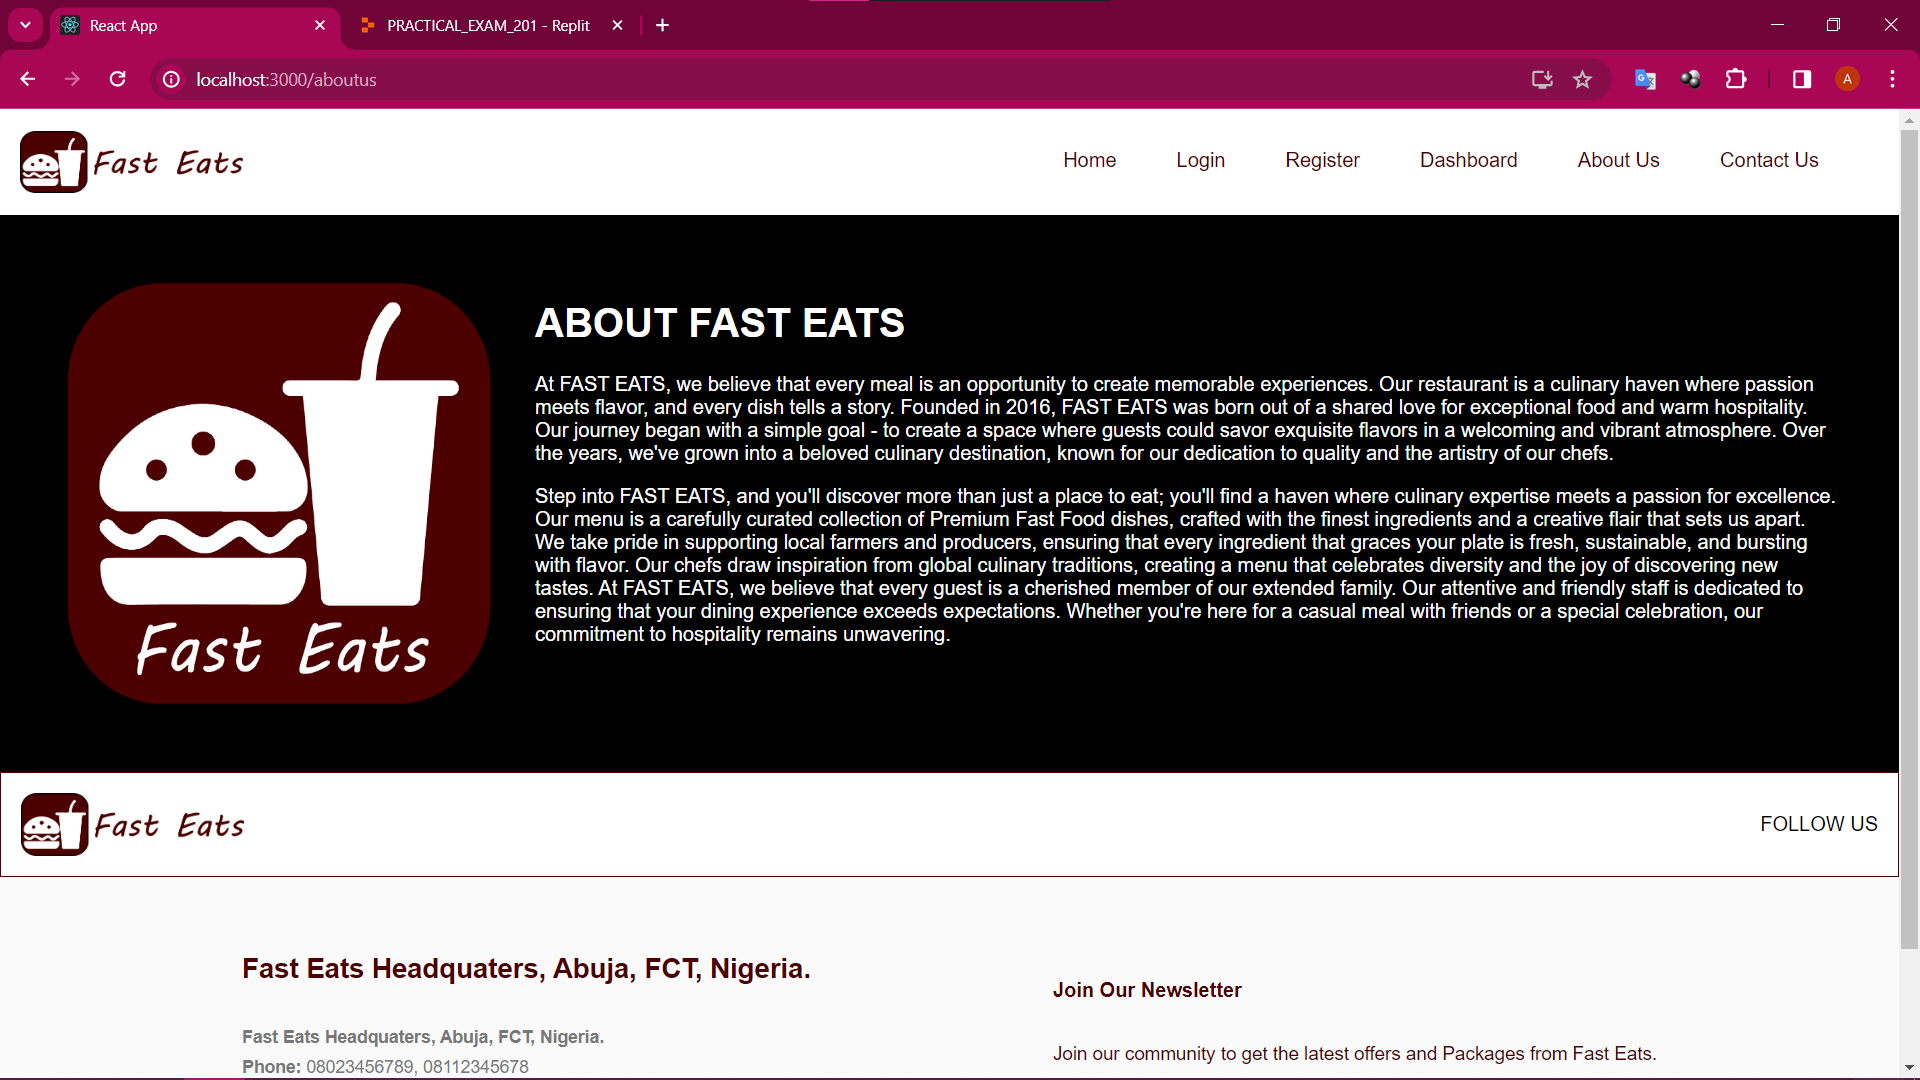 React App
PRACTICAL_EXAM_201 - Replit
localhost:3000/aboutus
A
Fast Eats
Home
Login
Register
Dashboard
About Us
Contact Us
Fast Eats
ABOUT FAST EATS
At FAST EATS, we believe that every meal is an opportunity to create memorable experiences. Our restaurant is a culinary haven where passion
meets flavor, and every dish tells a story. Founded in 2016, FAST EATS was born out of a shared love for exceptional food and warm hospitality.
Our journey began with a simple goal - to create a space where guests could savor exquisite flavors in a welcoming and vibrant atmosphere. Over
the years, we've grown into a beloved culinary destination, known for our dedication to quality and the artistry of our chefs.
Step into FAST EATS, and you'll discover more than just a place to eat; you'll find a haven where culinary expertise meets a passion for excellence.
Our menu is a carefully curated collection of Premium Fast Food dishes, crafted with the finest ingredients and a creative flair that sets us apart.
We take pride in supporting local farmers and producers, ensuring that every ingredient that graces your plate is fresh, sustainable, and bursting
with flavor. Our chefs draw inspiration from global culinary traditions, creating a menu that celebrates diversity and the joy of discovering new
tastes. At FAST EATS, we believe that every guest is a cherished member of our extended family. Our attentive and friendly staff is dedicated to
ensuring that your dining experience exceeds expectations. Whether you're here for a casual meal with friends or a special celebration, our
commitment to hospitality remains unwavering.
Fast Eats
FOLLOW US
Fast Eats Headquaters, Abuja, FCT, Nigeria.
Fast Eats Headquaters, Abuja, FCT, Nigeria.
Phone: 08023456789, 08112345678
Join Our Newsletter
Join our community to get the latest offers and Packages from Fast Eats.